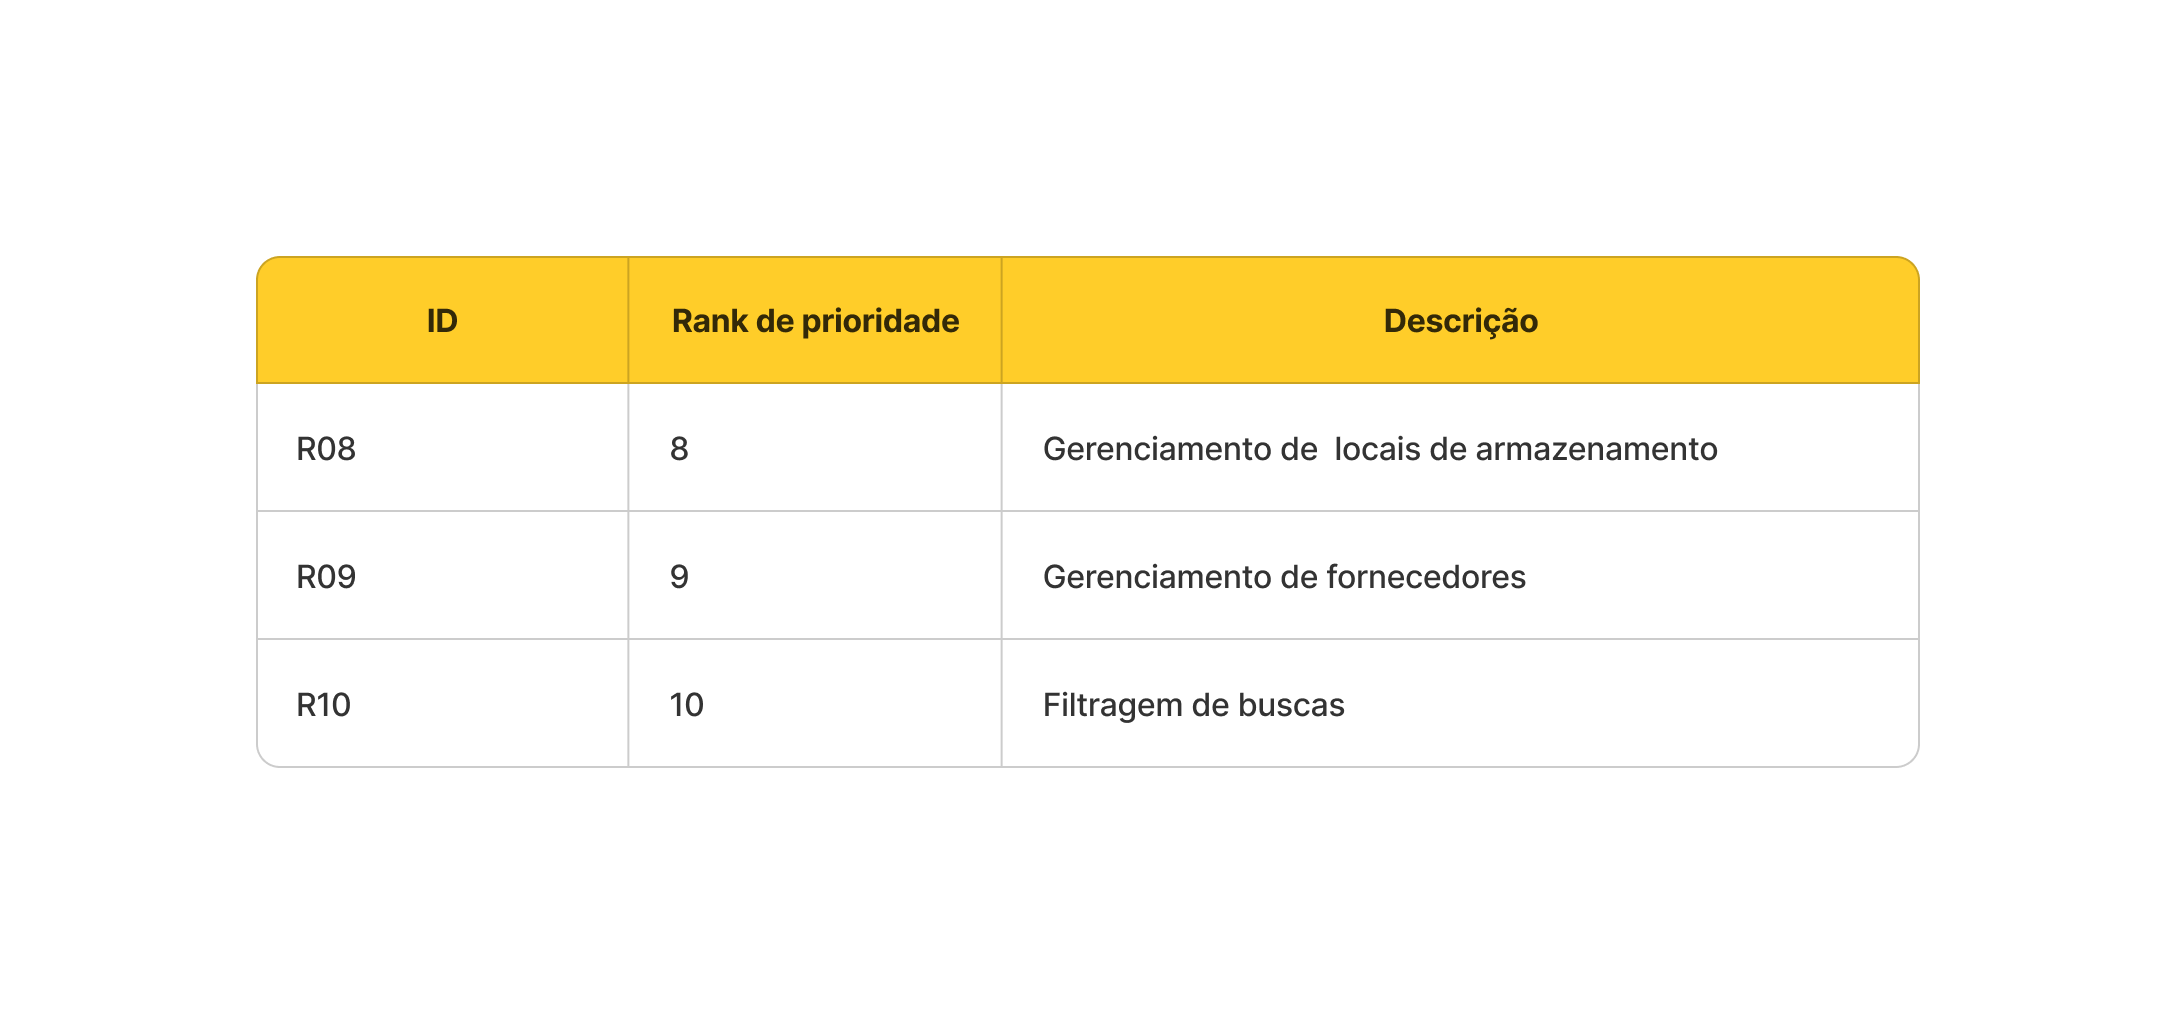 ID Rank de prioridade Descrição
R08 8 Gerenciamento de  locais de armazenamento
R09 9 Gerenciamento de fornecedores
R10 10 Filtragem de buscas